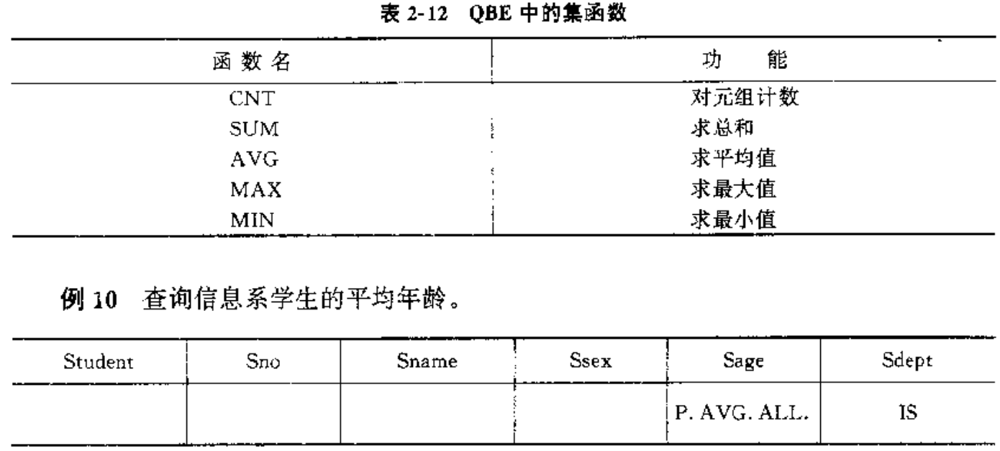 表 2-12 QBE 中的集函数
函 数 名 功 能
CNT 对元组计数
SUM 求总和
AVG 求平均值
MAX 求最大值
MIN 求最小值
例 10 查询信息系学生的平均年龄。
Student Sno Sname Ssex Sage Sdept
P. AVG. ALL. IS